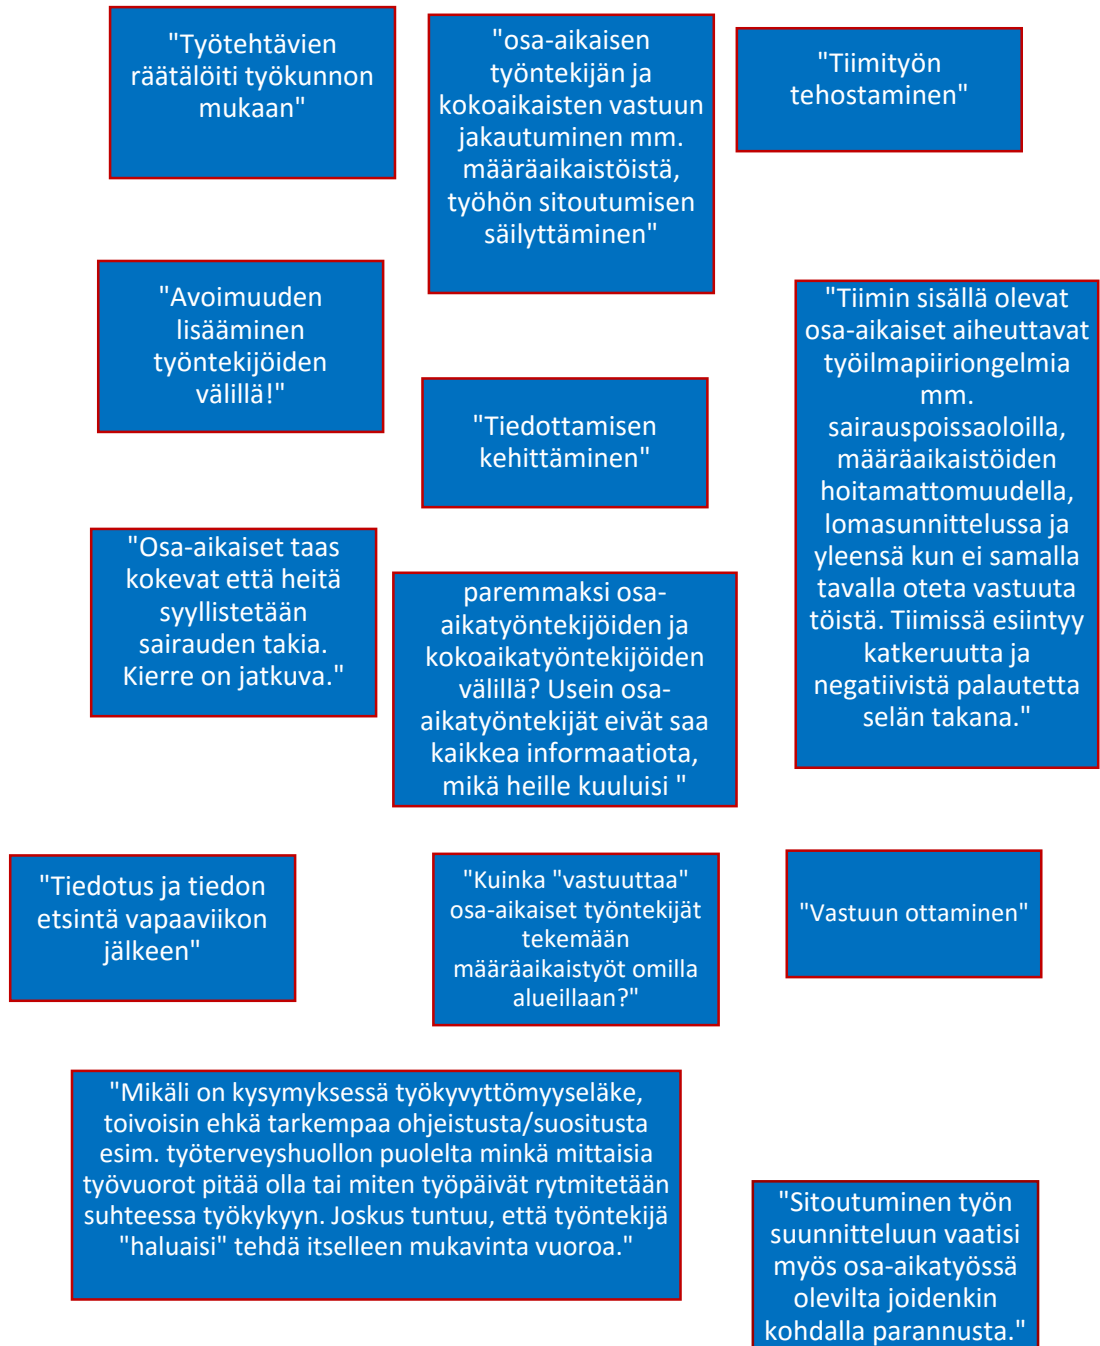 "Työtehtävien
räätälöiti työkunnon
mukaan"
"osa-aikaisen
työntekijän ja
kokoaikaisten vastuun
jakautuminen mm.
määräaikaistöistä,
työhön sitoutumisen
säilyttäminen"
"Tiimityön
tehostaminen"
"Avoimuuden
lisääminen
työntekijöiden
välillä!"
"Tiedottamisen
kehittäminen"
"Tiimin sisällä olevat
osa-aikaiset aiheuttavat
työilmapiiriongelmia
mm.
sairauspoissaoloilla,
määräaikaistöiden
hoitamattomuudella,
lomasunnittelussa ja
yleensä kun ei samalla
tavalla oteta vastuuta
töistä. Tiimissä esiintyy
katkeruutta ja
negatiivistä palautetta
selän takana."
"Osa-aikaiset taas
kokevat että heitä
syyllistetään
sairauden takia.
Kierre on jatkuva."
paremmaksi osa-
aikatyöntekijöiden ja
kokoaikatyöntekijöiden
välillä? Usein osa-
aikatyöntekijät eivät saa
kaikkea informaatiota,
mikä heille kuuluisi "
"Tiedotus ja tiedon
etsintä vapaaviikon
jälkeen"
"Kuinka "vastuuttaa"
osa-aikaiset työntekijät
tekemään
määräaikaistyöt omilla
alueillaan?"
"Vastuun ottaminen"
"Mikäli on kysymyksessä työkyvyttömyyseläke,
toivoisin ehkä tarkempaa ohjeistusta/suositusta
esim. työterveyshuollon puolelta minkä mittaisia
työvuorot pitää olla tai miten työpäivät rytmitetään
suhteessa työkykyyn. Joskus tuntuu, että työntekijä
"haluaisi" tehdä itselleen mukavinta vuoroa."
"Sitoutuminen työn
suunnitteluun vaatisi
myös osa-aikatyössä
olevilta joidenkin
kohdalla parannusta."